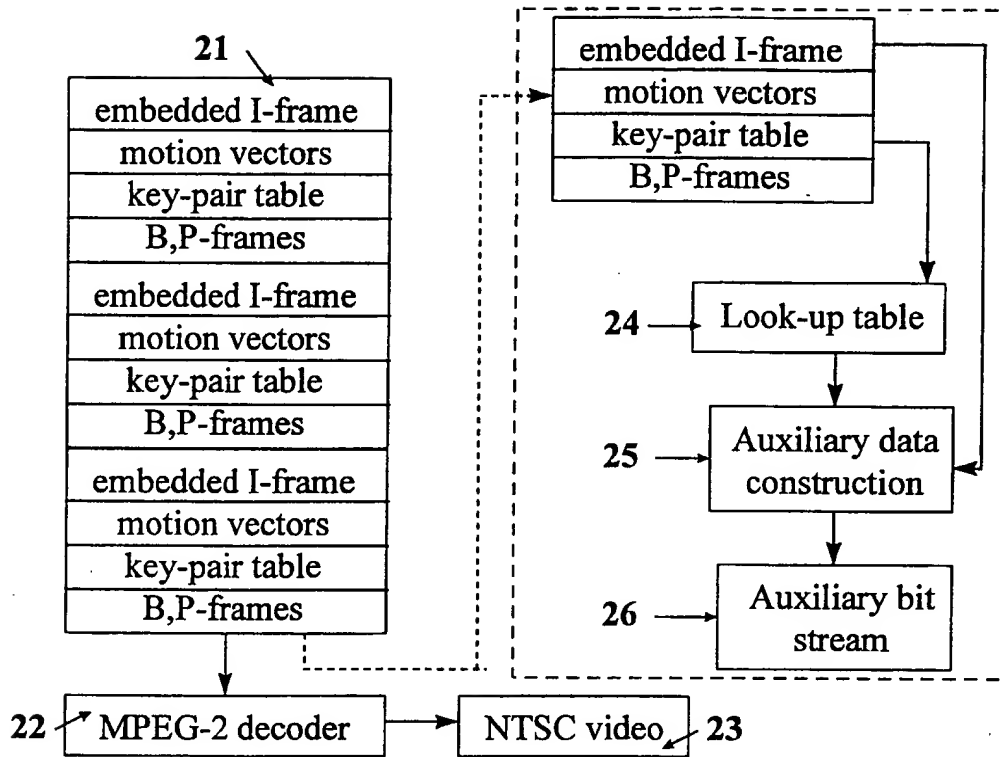 21
embedded I-frame
motion vectors
key-pair table
B,P-frames
embedded I-frame
motion vectors
key-pair table
B,P-frames
embedded I-frame
motion vectors
key-pair table
B,P-frames
22
MPEG-2 decoder
NTSC video
23
embedded I-frame
motion vectors
key-pair table
B,P-frames
24
Look-up table
25
Auxiliary data
construction
26
Auxiliary bit
stream